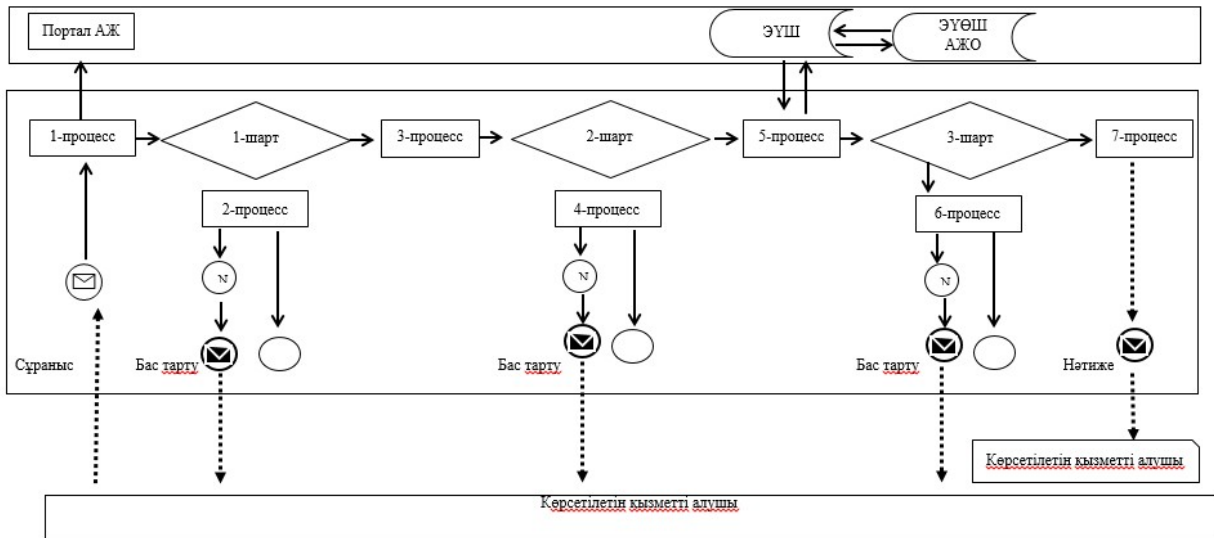 Портал АЖ
ЭҮШ
ЭҮӨШ
АЖО
1-процесс
1-шарт
3-процесс
2-шарт
5-процесс
3-шарт
7-процесс
2-процесс
4-процесс
6-процесс
N
N
N
Сұраныс
Бас тарту
Бас тарту
Бас тарту
Нәтиже
Көрсетілетін қызметті алушы
Көрсетілетін қызметті алушы